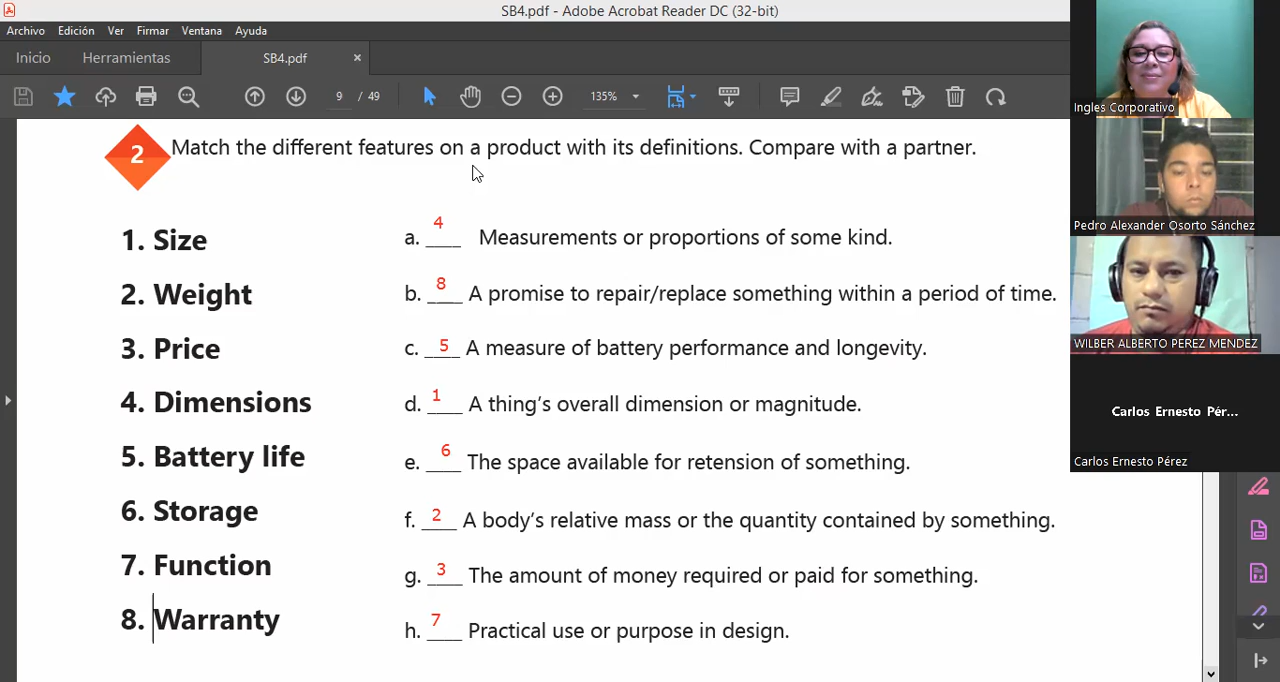 SB4.pdf - Adobe Acrobat Reader DC (32-bit)
Archivo Edición Ver Firmar Ventana Ayuda
Inicio Herramientas SB4.pdf ×
9 / 49 135%
2 Match the different features on a product with its definitions. Compare with a partner.
1. Size
2. Weight
3. Price
4. Dimensions
5. Battery life
6. Storage
7. Function
8. Warranty
a. 4 Measurements or proportions of some kind.
b. 8 A promise to repair/replace something within a period of time.
c. 5 A measure of battery performance and longevity.
d. 1 A thing's overall dimension or magnitude.
e. 6 The space available for retension of something.
f. 2 A body's relative mass or the quantity contained by something.
g. 3 The amount of money required or paid for something.
h. 7 Practical use or purpose in design.
Ingles Corporativo
Pedro Alexander Osorto Sánchez
WILBER ALBERTO PEREZ MENDEZ
Carlos Ernesto Pér...
Carlos Ernesto Pérez